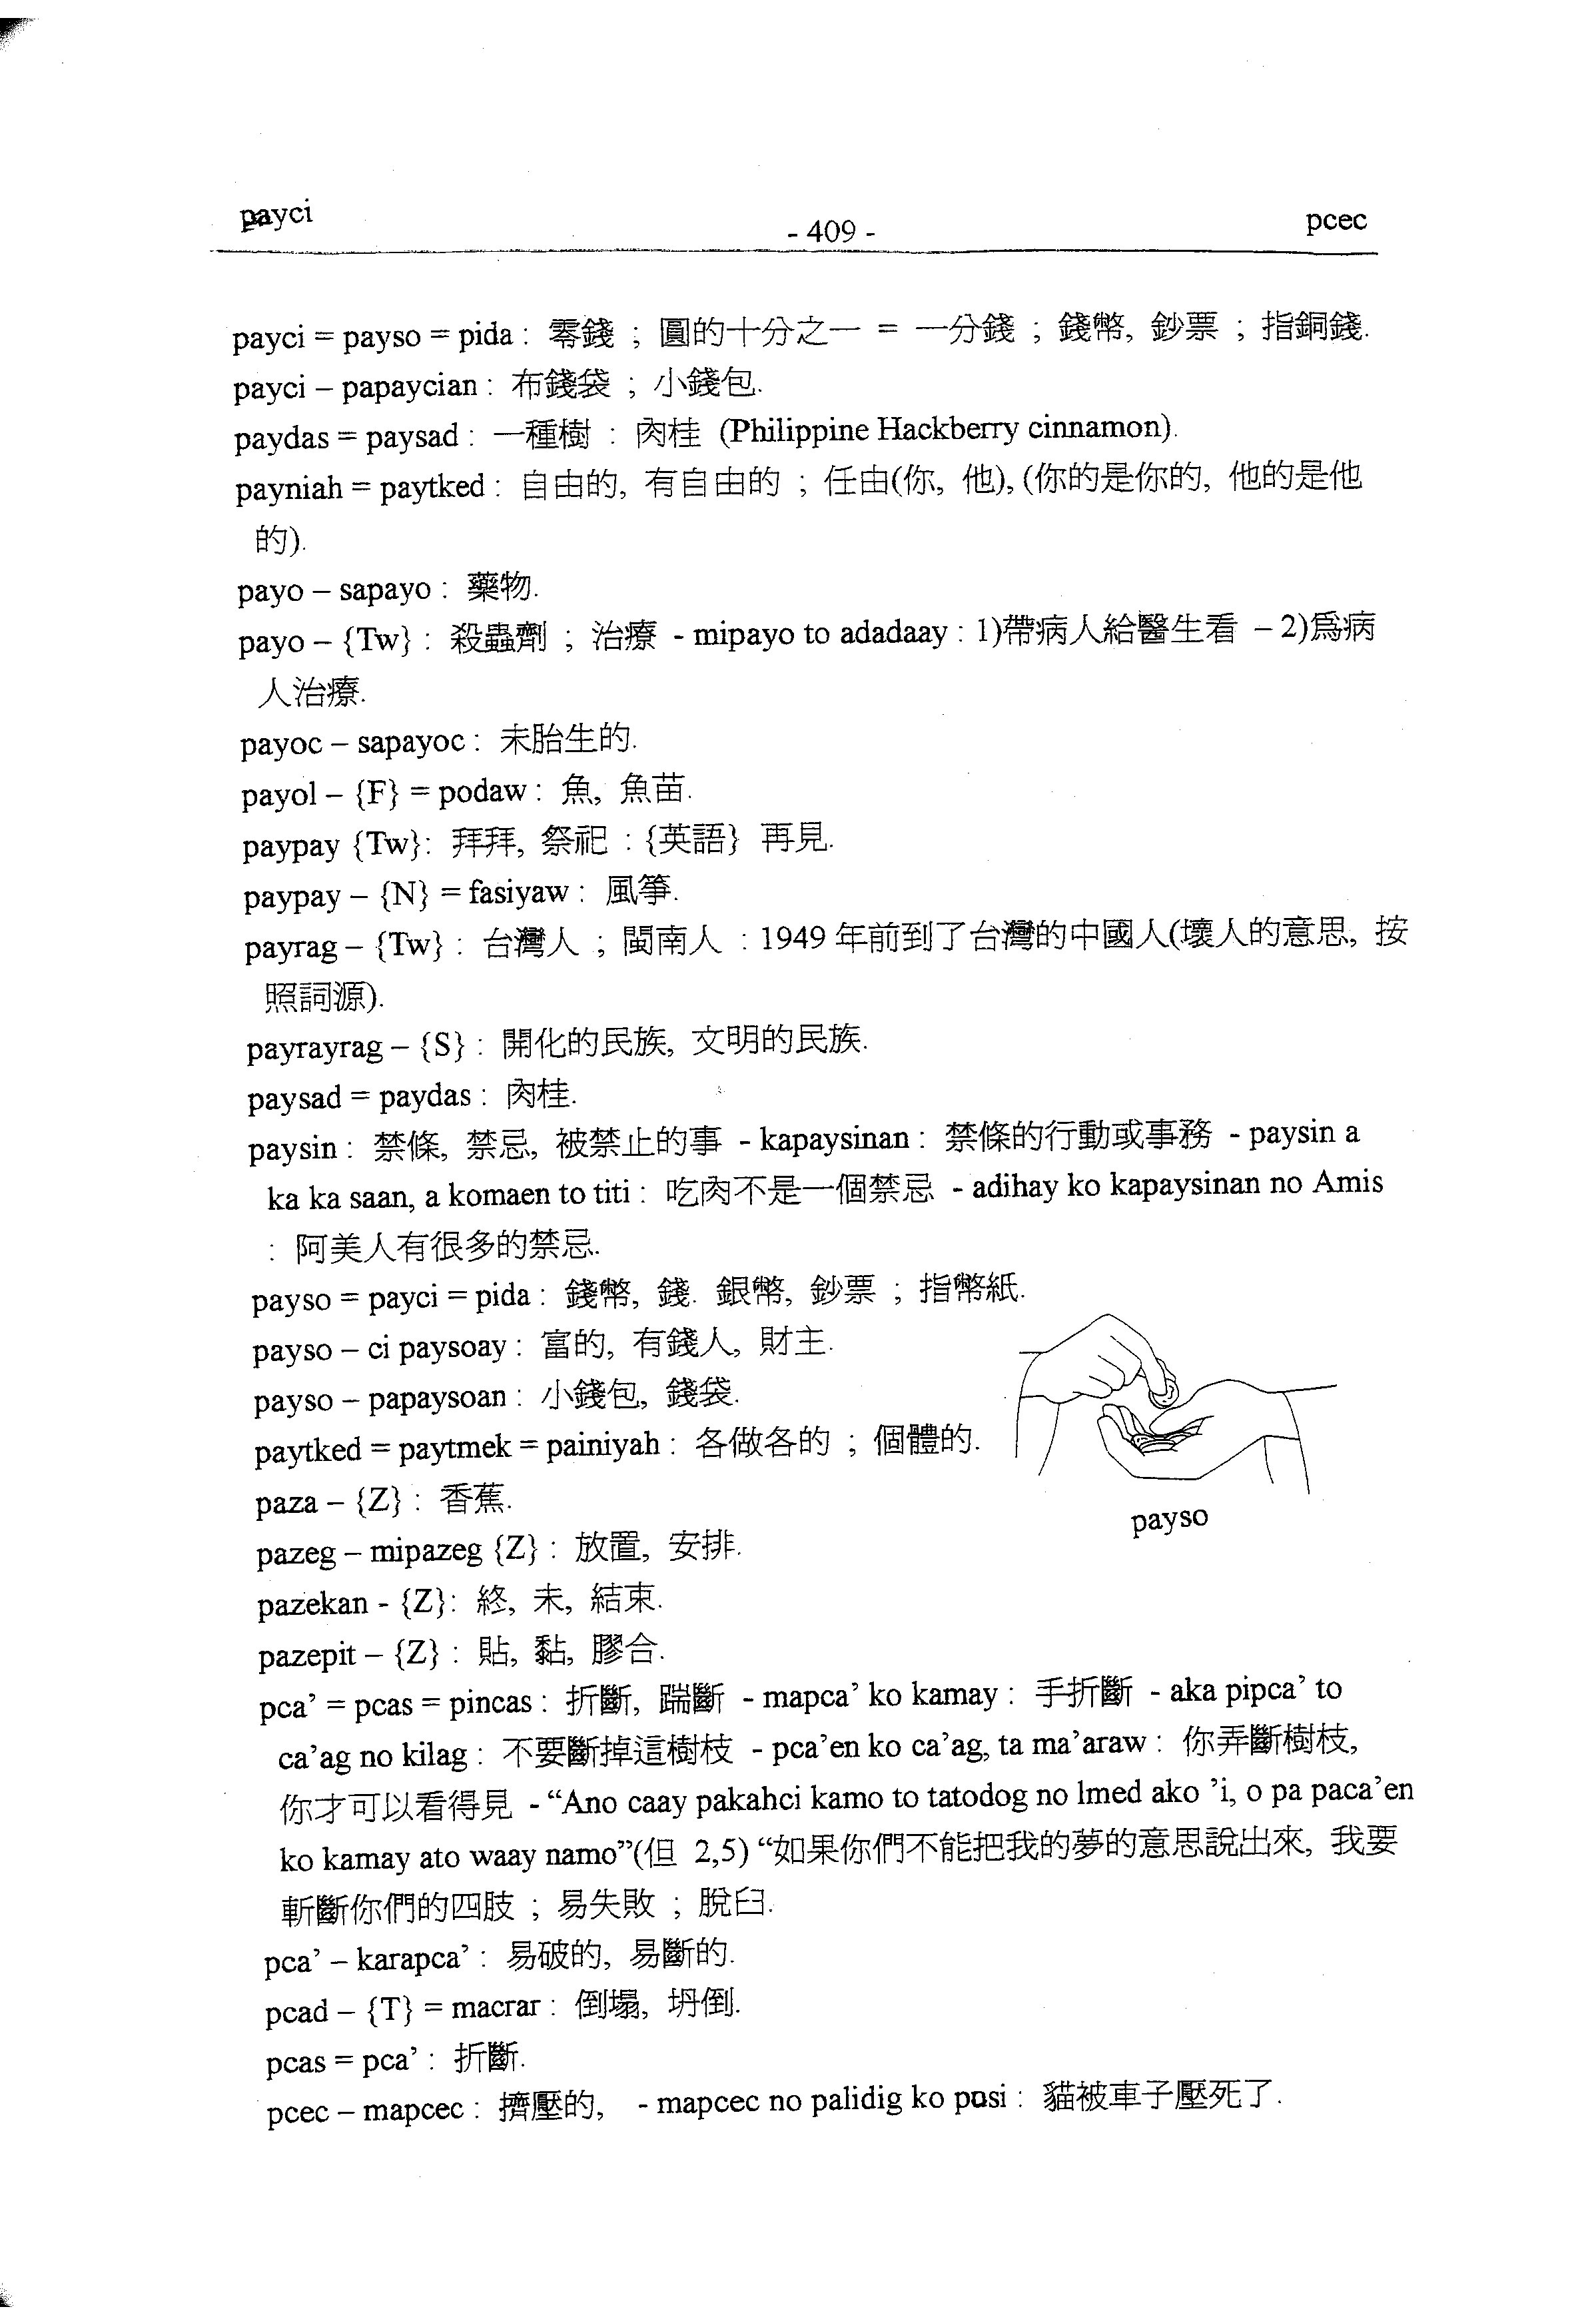 payci
- 409 -
pcec
payci = payso = pida : 零錢 ; 圓的十分之一 = 一分錢 ; 錢幣, 鈔票 ; 指銅錢.
payci – papaycian : 布錢袋 ; 小錢包.
paydas = paysad : 一種樹 : 肉桂 (Philippine Hackberry cinnamon).
payniah = paytked : 自由的, 有自由的 ; 任由(你, 他), (你的是你的, 他的是他
的).
payo – sapayo : 藥物.
payo – {Tw} : 殺蟲劑 ; 治療 - mipayo to adadaay : 1)帶病人給醫生看 – 2)爲病
人治療.
payoc – sapayoc : 未胎生的.
payol – {F} = podaw : 魚, 魚苗.
paypay {Tw}: 拜拜, 祭祀 : {英語} 再見.
paypay – {N} = fasiyaw : 風箏.
payrag – {Tw} : 台灣人 ; 閩南人 : 1949 年前到了台灣的中國人(壞人的意思, 按
照詞源).
payrayrag – {S} : 開化的民族, 文明的民族.
paysad = paydas : 肉桂.
paysin : 禁條, 禁忌, 被禁止的事 - kapaysinan : 禁條的行動或事務 - paysin a
ka ka saan, a komaen to titi : 吃肉不是一個禁忌 - adihay ko kapaysinan no Amis
: 阿美人有很多的禁忌.
payso = payci = pida : 錢幣, 錢. 銀幣, 鈔票 ; 指幣紙.
payso – ci paysoay : 富的, 有錢人, 財主.
payso – papaysoan : 小錢包, 錢袋.
paytked = paytmek = painiyah : 各做各的 ; 個體的.
paza – {Z} : 香蕉.
payso
pazeg – mipazeg {Z} : 放置, 安排.
pazekan - {Z}: 終, 未, 結束.
pazepit – {Z} : 貼, 黏, 膠合.
pca’ = pcas = pincas : 折斷, 踹斷 - mapca’ ko kamay : 手折斷 - aka pipca’ to
ca’ag no kilag : 不要斷掉這樹枝 - pca’en ko ca’ag, ta ma’araw : 你弄斷樹枝,
你才可以看得見 - “Ano caay pakahci kamo to tatodog no lmed ako ’i, o pa paca’en
ko kamay ato waay namo”(但 2,5) “如果你們不能把我的夢的意思說出來, 我要
斬斷你們的四肢 ; 易失敗 ; 脫臼.
pca’ – karapca’ : 易破的, 易斷的.
pcad – {T} = macrar : 倒塌, 坍倒.
pcas = pca’ : 折斷.
pcec – mapcec : 擠壓的, - mapcec no palidig ko posi : 貓被車子壓死了.